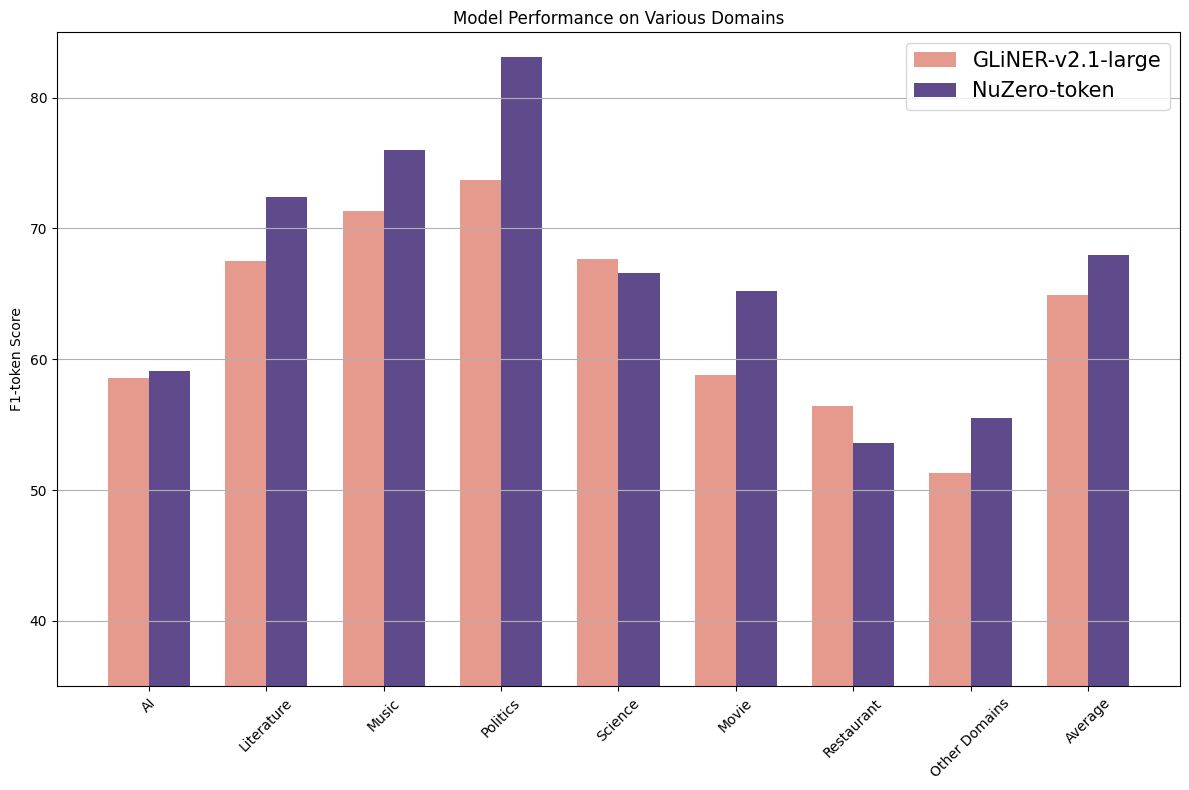 Model Performance on Various Domains
GLiNER-v2.1-large
NuZero-token
F1-token Score
80
70
60
50
40
AI
Literature
Music
Politics
Science
Movie
Restaurant
Other Domains
Average